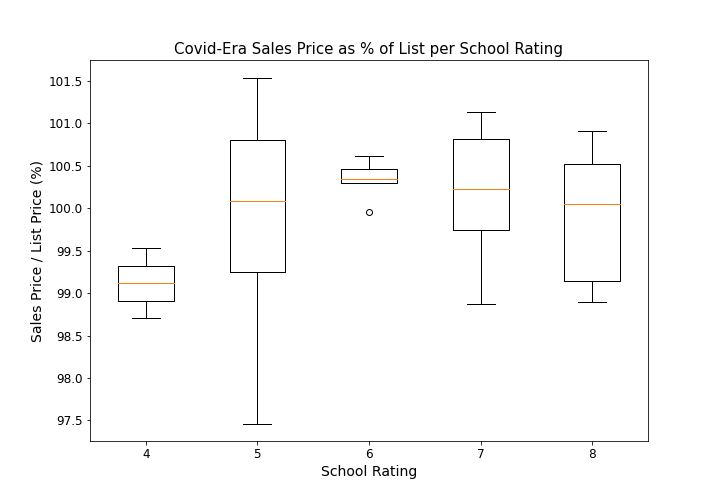 Covid-Era Sales Price as % of List per School Rating
Sales Price / List Price (%)
101.5
101.0
100.5
100.0
99.5
99.0
98.5
98.0
97.5
4 5 6 7 8
School Rating